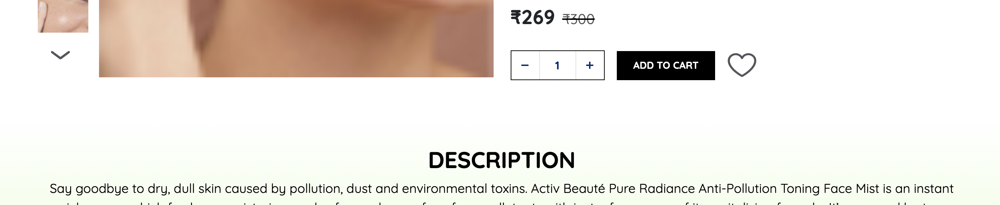 ₹269 ₹300
− 1 +
ADD TO CART
DESCRIPTION
Say goodbye to dry, dull skin caused by pollution, dust and environmental toxins. Activ Beauté Pure Radiance Anti-Pollution Toning Face Mist is an instant